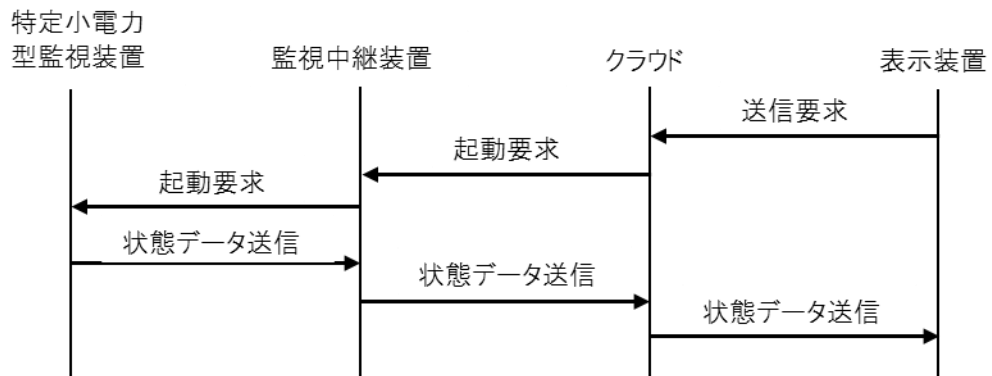 特定小電力
型監視装置
監視中継装置
クラウド
表示装置
送信要求
起動要求
起動要求
状態データ送信
状態データ送信
状態データ送信